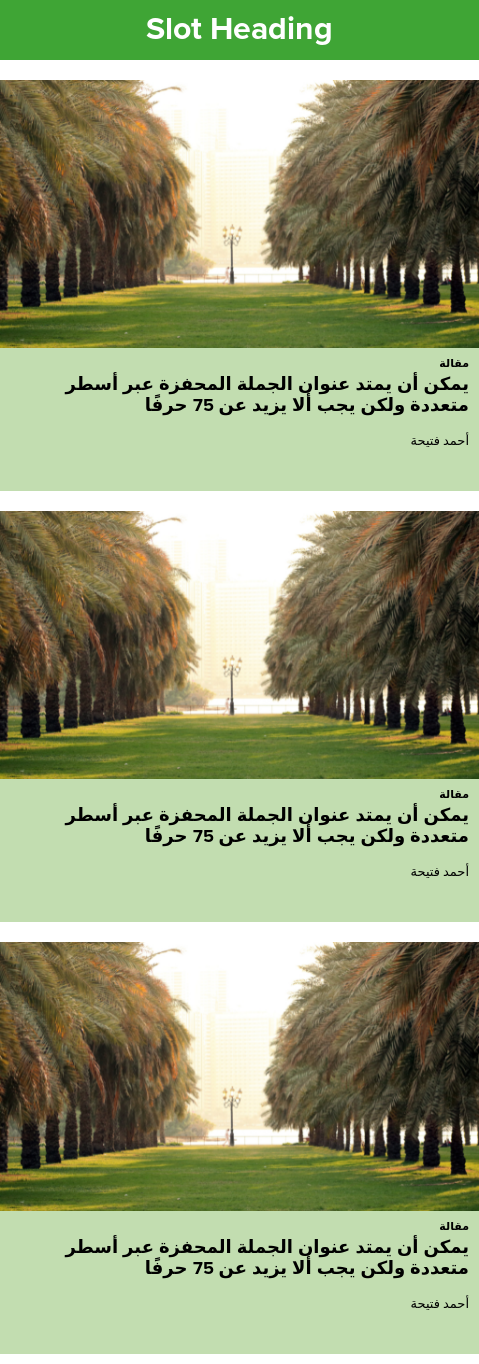 Slot Heading
مقالة
يمكن أن يمتد عنوان الجملة المحفزة عبر أسطر
متعددة ولكن يجب ألا يزيد عن 75 حرفًا
أحمد فتيحة
مقالة
يمكن أن يمتد عنوان الجملة المحفزة عبر أسطر
متعددة ولكن يجب ألا يزيد عن 75 حرفًا
أحمد فتيحة
مقالة
يمكن أن يمتد عنوان الجملة المحفزة عبر أسطر
متعددة ولكن يجب ألا يزيد عن 75 حرفًا
أحمد فتيحة